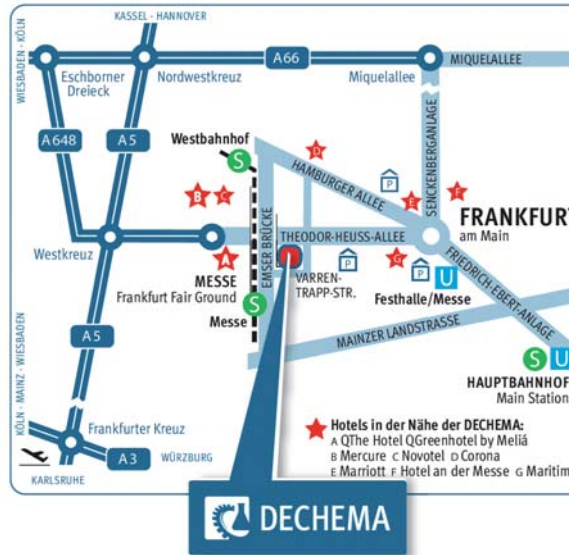 KASSEL - HANNOVER
WIESBADEN - KÖLN
A66
MIQUELALLEE
Eschborner
Dreieck
Nordwestkreuz
Miquelallee
A648
A5
Westbahnhof
S
D
HAMBURGER ALLEE
SENCKENBERGANLAGE
P
B
C
E
F
FRANKFURT
am Main
Westkreuz
A
EMSER BRÜCKE
THEODOR-HEUSS-ALLEE
G
P
P
U
MESSE
Frankfurt Fair Ground
VARREN-
TRAPP-STR.
Festhalle/Messe
FRIEDRICH-EBERT-ANLAGE
S
Messe
MAINZER LANDSTRASSE
A5
KÖLN - MAINZ - WIESBADEN
S U
HAUPTBAHNHOF
Main Station
Frankfurter Kreuz
A3
WÜRZBURG
KARLSRUHE
Hotels in der Nähe der DECHEMA:
A QThe Hotel QGreenhotel by Meliá
B Mercure C Novotel D Corona
E Marriott F Hotel an der Messe G Maritim
DECHEMA